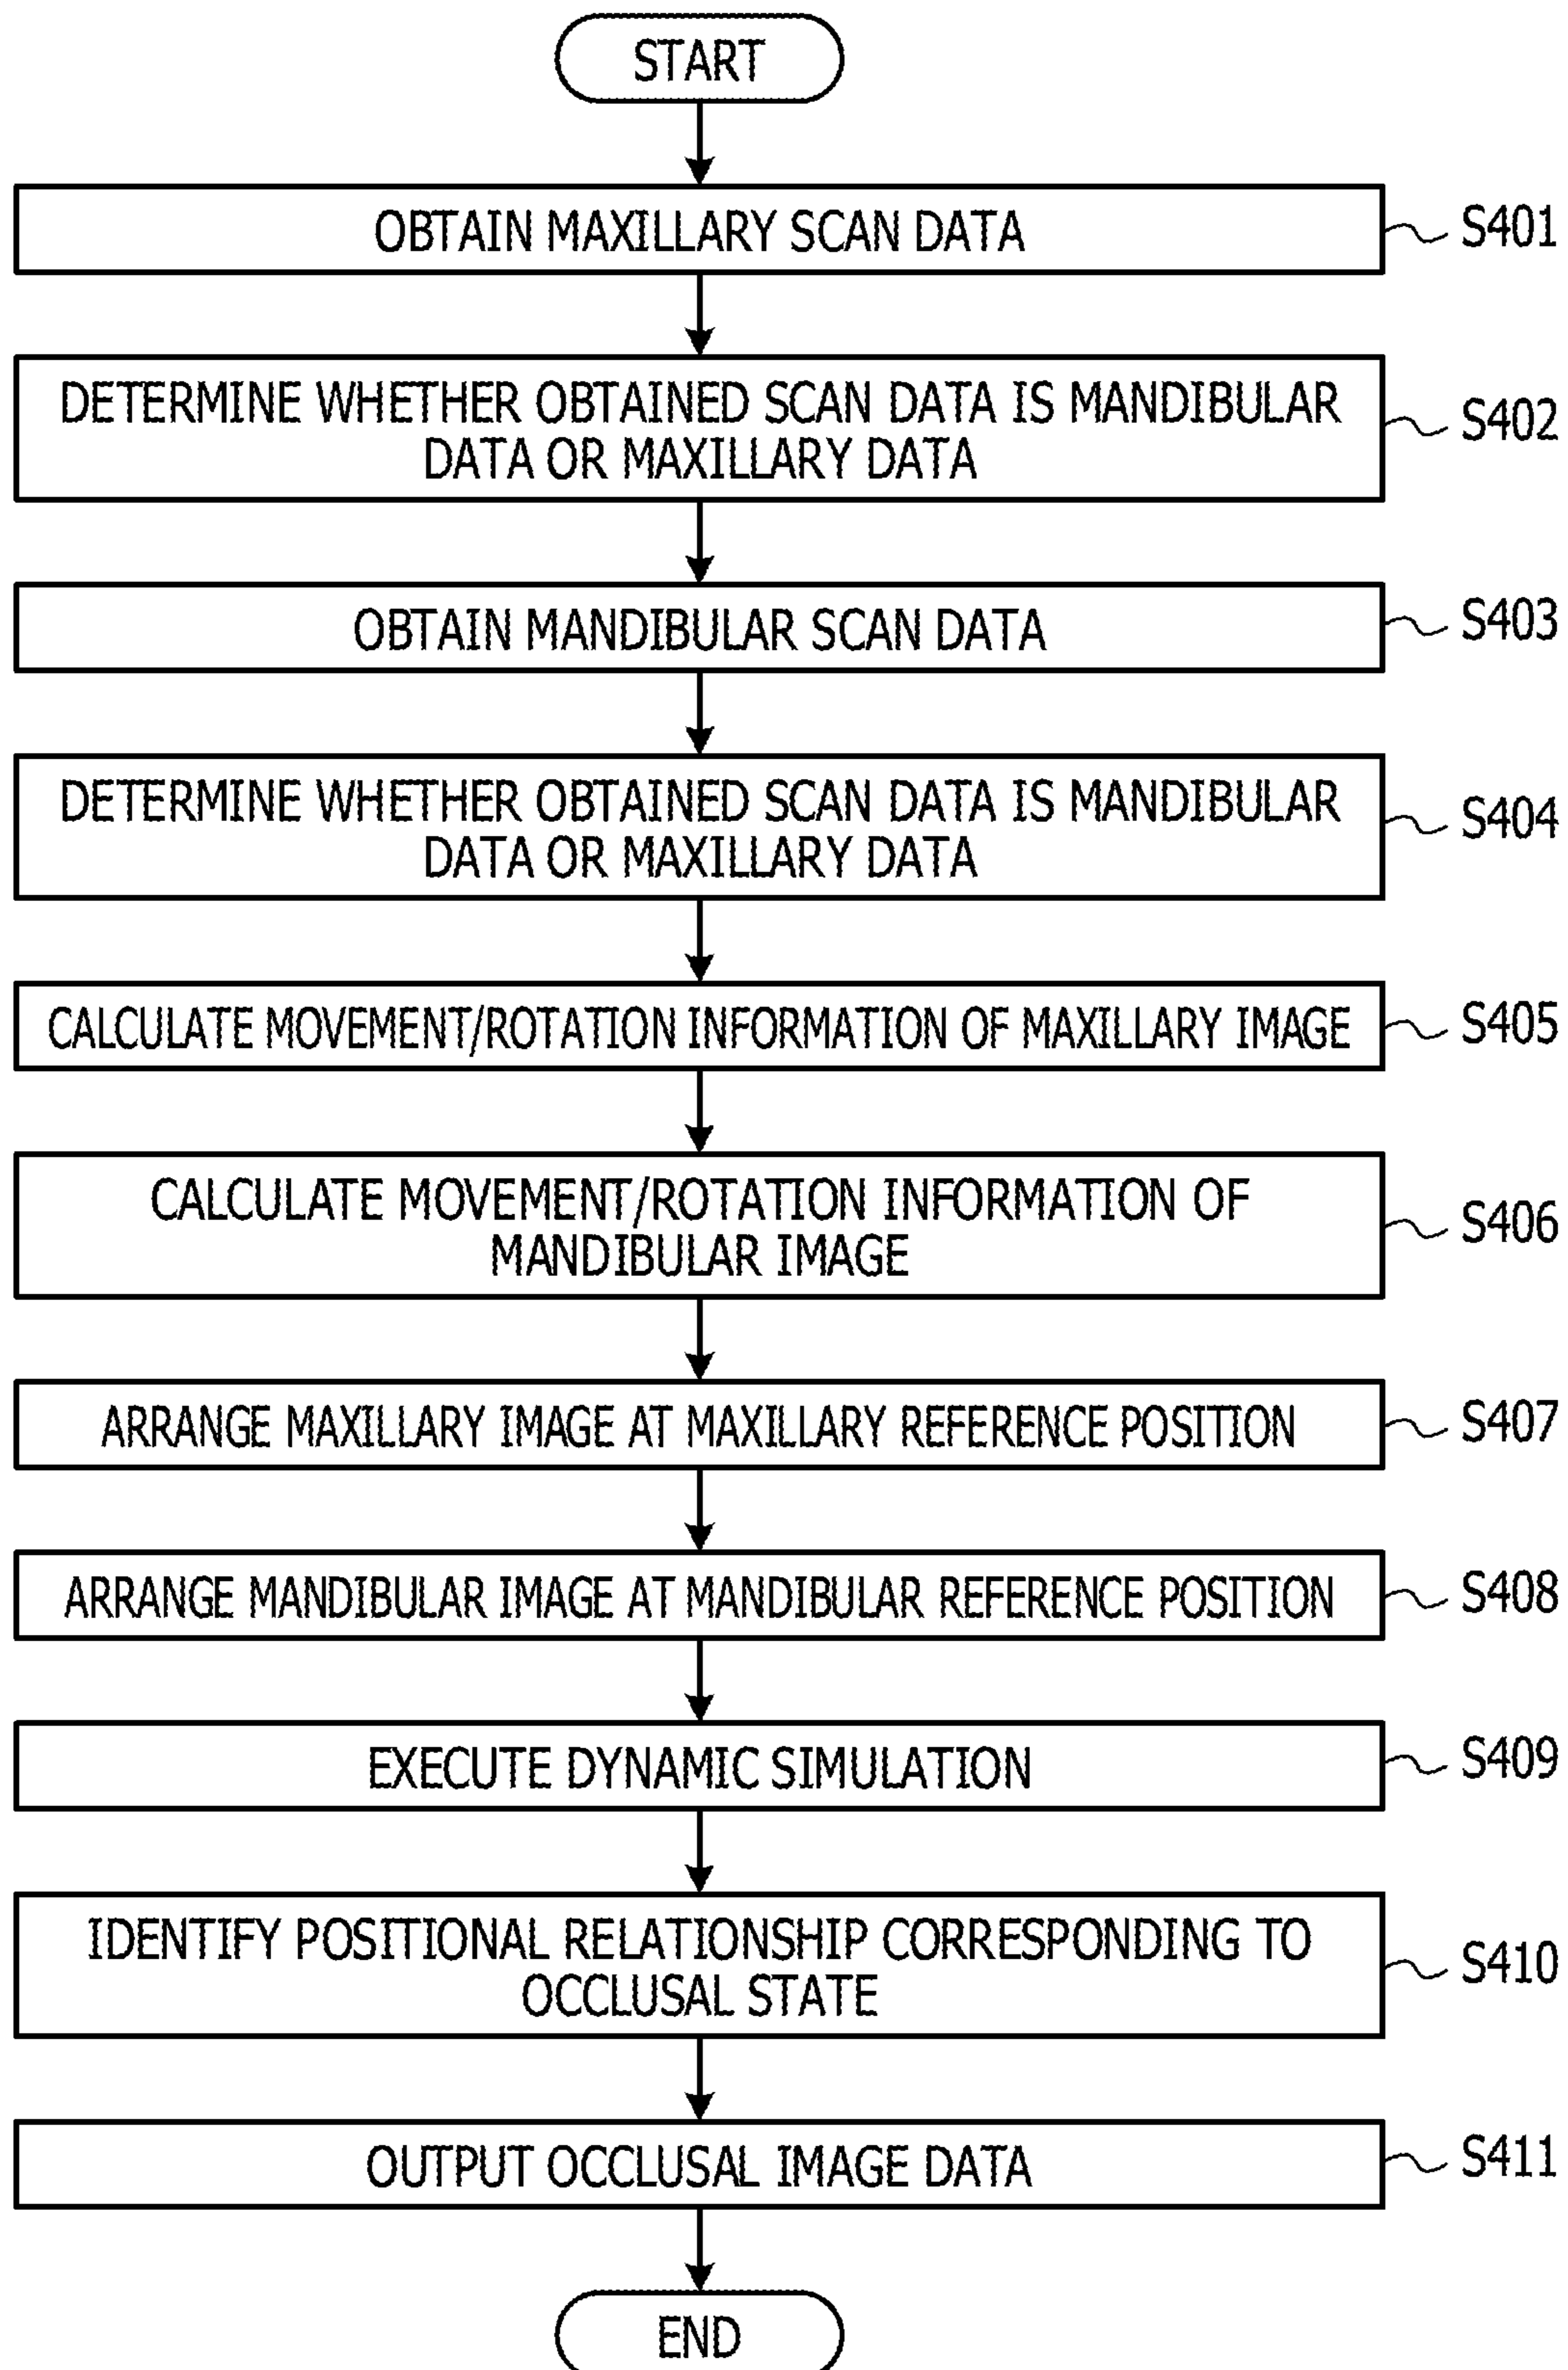 START
OBTAIN MAXILLARY SCAN DATA
S401
DETERMINE WHETHER OBTAINED SCAN DATA IS MANDIBULAR
DATA OR MAXILLARY DATA
S402
OBTAIN MANDIBULAR SCAN DATA
S403
DETERMINE WHETHER OBTAINED SCAN DATA IS MANDIBULAR
DATA OR MAXILLARY DATA
S404
CALCULATE MOVEMENT/ROTATION INFORMATION OF MAXILLARY IMAGE
S405
CALCULATE MOVEMENT/ROTATION INFORMATION OF
MANDIBULAR IMAGE
S406
ARRANGE MAXILLARY IMAGE AT MAXILLARY REFERENCE POSITION
S407
ARRANGE MANDIBULAR IMAGE AT MANDIBULAR REFERENCE POSITION
S408
EXECUTE DYNAMIC SIMULATION
S409
IDENTIFY POSITIONAL RELATIONSHIP CORRESPONDING TO
OCCLUSAL STATE
S410
OUTPUT OCCLUSAL IMAGE DATA
S411
END